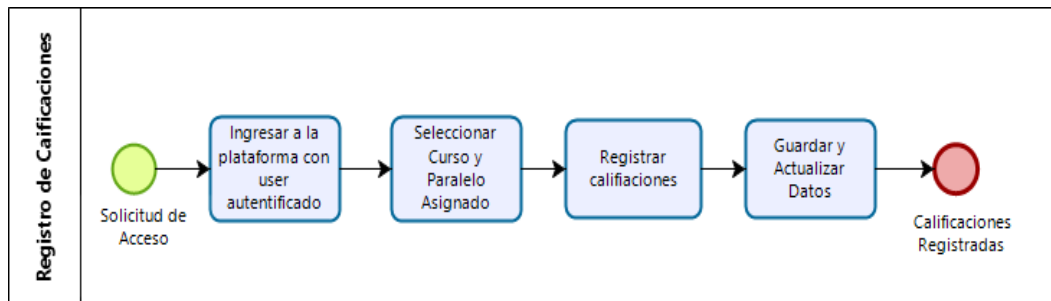 Registro de Caificaciones
Solicitud de
Acceso
Ingresar a la
plataforma con
user
autentificado
Seleccionar
Curso y
Paralelo
Asignado
Registrar
califiaciones
Guardar y
Actualizar
Datos
Calificaciones
Registradas